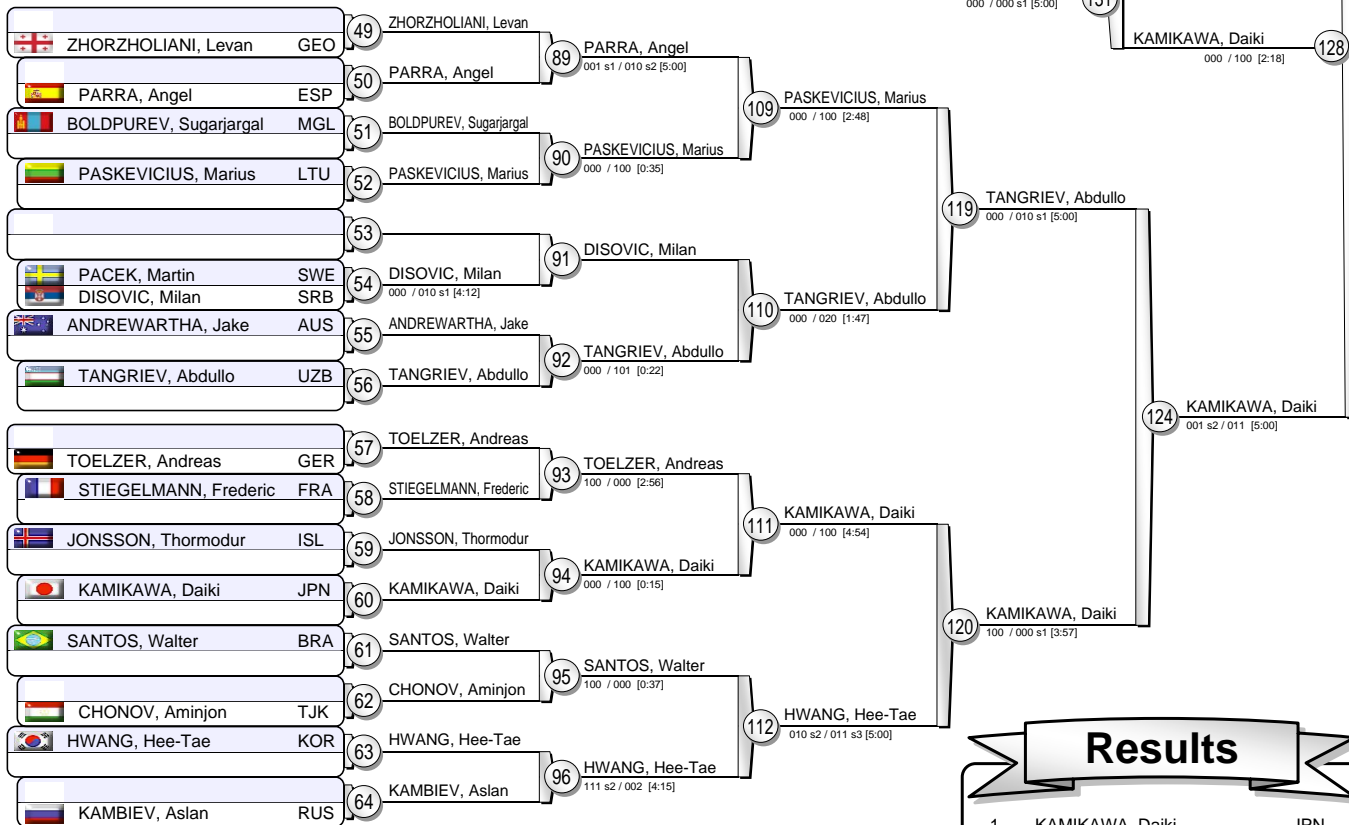 000 / 000 s1 [5:00]
131
KAMIKAWA, Daiki
000 / 100 [2:18]
128
ZHORZHOLIANI, Levan GEO
49
ZHORZHOLIANI, Levan
PARRA, Angel ESP
50
PARRA, Angel
89
PARRA, Angel
001 s1 / 010 s2 [5:00]
BOLDPUREV, Sugarjargal MGL
51
BOLDPUREV, Sugarjargal
PASKEVICIUS, Marius LTU
52
PASKEVICIUS, Marius
90
PASKEVICIUS, Marius
000 / 100 [0:35]
109
PASKEVICIUS, Marius
000 / 100 [2:48]
53
PACEK, Martin SWE
DISOVIC, Milan SRB
54
DISOVIC, Milan
000 / 010 s1 [4:12]
91
DISOVIC, Milan
ANDREWARTHA, Jake AUS
55
ANDREWARTHA, Jake
TANGRIEV, Abdullo UZB
56
TANGRIEV, Abdullo
92
TANGRIEV, Abdullo
000 / 101 [0:22]
110
TANGRIEV, Abdullo
000 / 020 [1:47]
119
TANGRIEV, Abdullo
000 / 010 s1 [5:00]
TOELZER, Andreas GER
57
TOELZER, Andreas
STIEGELMANN, Frederic FRA
58
STIEGELMANN, Frederic
93
TOELZER, Andreas
100 / 000 [2:56]
JONSSON, Thormodur ISL
59
JONSSON, Thormodur
KAMIKAWA, Daiki JPN
60
KAMIKAWA, Daiki
94
KAMIKAWA, Daiki
000 / 100 [0:15]
111
KAMIKAWA, Daiki
000 / 100 [4:54]
SANTOS, Walter BRA
61
SANTOS, Walter
CHONOV, Aminjon TJK
62
CHONOV, Aminjon
95
SANTOS, Walter
100 / 000 [0:37]
HWANG, Hee-Tae KOR
63
HWANG, Hee-Tae
KAMBIEV, Aslan RUS
64
KAMBIEV, Aslan
96
HWANG, Hee-Tae
111 s2 / 002 [4:15]
112
HWANG, Hee-Tae
010 s2 / 011 s3 [5:00]
120
KAMIKAWA, Daiki
100 / 000 s1 [3:57]
124
KAMIKAWA, Daiki
001 s2 / 011 [5:00]
Results
1 KAMIKAWA, Daiki JPN